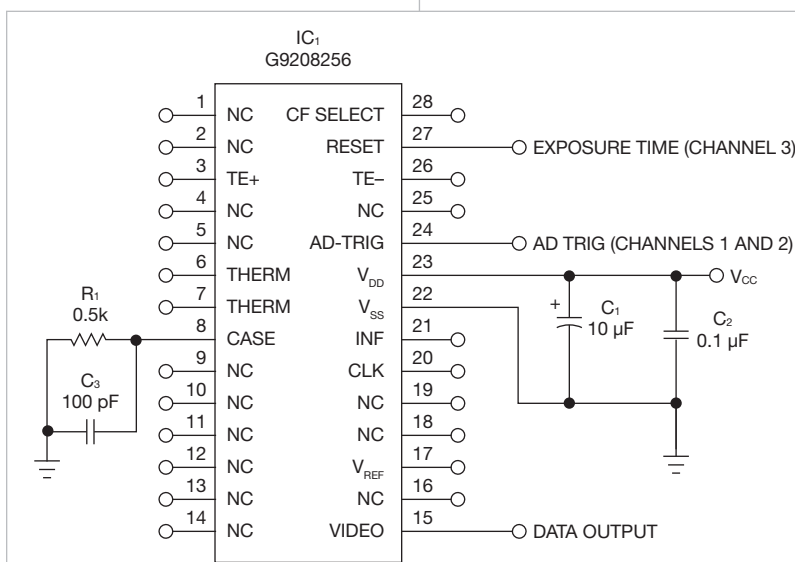 IC₁
G9208256
1 NC CF SELECT 28
2 NC RESET 27 EXPOSURE TIME (CHANNEL 3)
3 TE+ TE– 26
4 NC NC 25
5 NC AD-TRIG 24 AD TRIG (CHANNELS 1 AND 2)
6 THERM V_DD 23 V_CC
7 THERM V_SS 22
8 CASE INF 21
9 NC CLK 20
10 NC NC 19
11 NC NC 18
12 NC V_REF 17
13 NC NC 16
14 NC VIDEO 15 DATA OUTPUT
R₁
0.5k
C₃
100 pF
+
C₁
10 µF
C₂
0.1 µF